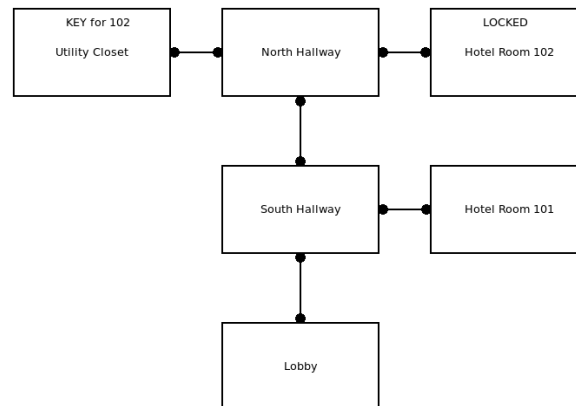 KEY for 102
Utility Closet
North Hallway
LOCKED
Hotel Room 102
South Hallway
Hotel Room 101
Lobby